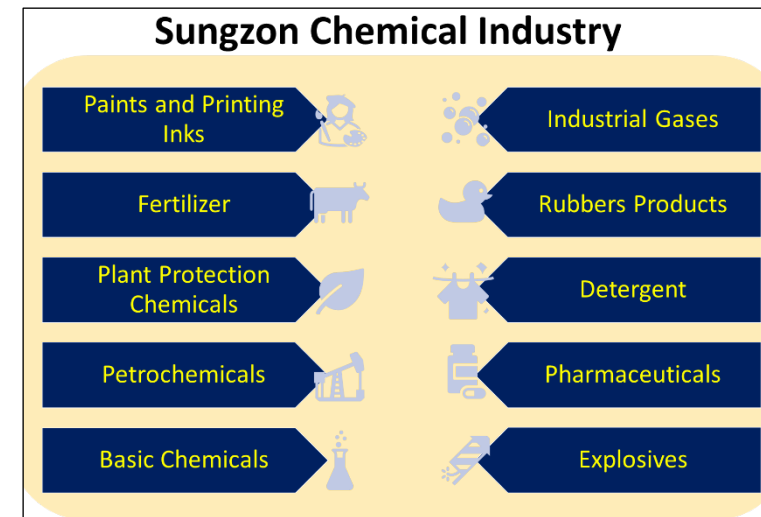 Sungzon Chemical Industry
Paints and Printing
Inks
Fertilizer
Plant Protection
Chemicals
Petrochemicals
Basic Chemicals
Industrial Gases
Rubbers Products
Detergent
Pharmaceuticals
Explosives